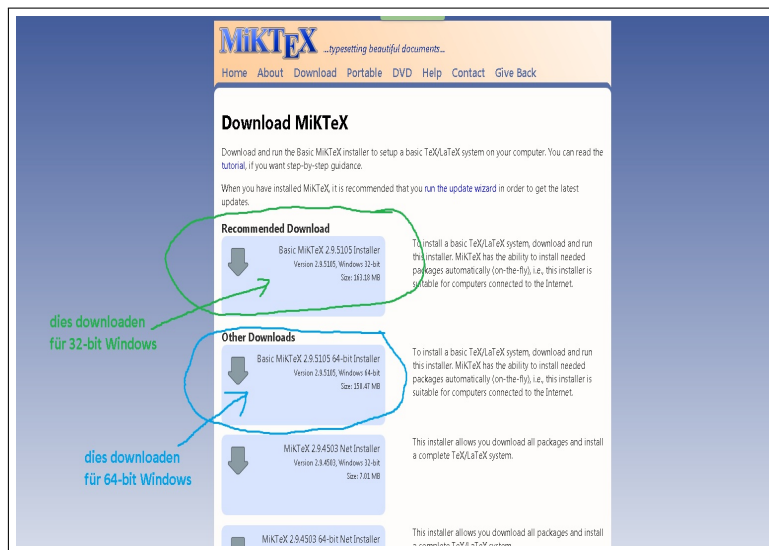 MiKTEX ...typesetting beautiful documents...
Home About Download Portable DVD Help Contact Give Back
Download MiKTeX
Download and run the Basic MiKTeX installer to setup a basic TeX/LaTeX system on your computer. You can read the
tutorial, if you want step-by-step guidance.
When you have installed MiKTeX, it is recommended that you run the update wizard in order to get the latest
updates.
Recommended Download
Basic MiKTeX 2.9.5105 Installer
Version 2.9.5105, Windows 32-bit
Size: 163.18 MB
To install a basic TeX/LaTeX system, download and run
this installer. MiKTeX has the ability to install needed
packages automatically (on-the-fly), i.e., this installer is
suitable for computers connected to the Internet.
dies downloaden
für 32-bit Windows
Other Downloads
Basic MiKTeX 2.9.5105 64-bit Installer
Version 2.9.5105, Windows 64-bit
Size: 158.47 MB
To install a basic TeX/LaTeX system, download and run
this installer. MiKTeX has the ability to install needed
packages automatically (on-the-fly), i.e., this installer is
suitable for computers connected to the Internet.
dies downloaden
für 64-bit Windows
MiKTeX 2.9.4503 Net Installer
Version 2.9.4503, Windows 32-bit
Size: 7.01 MB
This installer allows you download all packages and install
a complete TeX/LaTeX system.
MiKTeX 2.9.4503 64-bit Net Installer
This installer allows you download all packages and install
a complete TeX/LaTeX system.